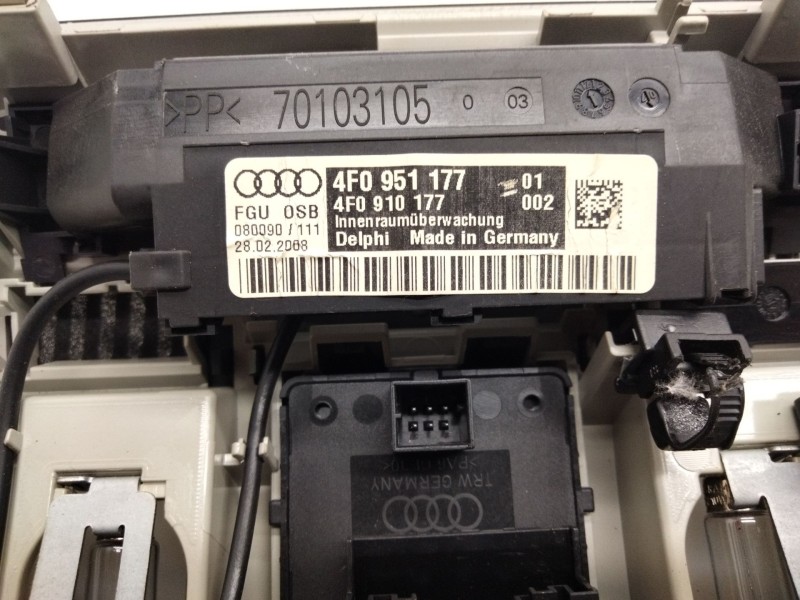 >PP< 70103105 0 03
4F0 951 177 01
4F0 910 177 002
FGU OSB
Innenraumüberwachung
080090 / 111
Delphi Made in Germany
28.02.2008
TRW GERMANY